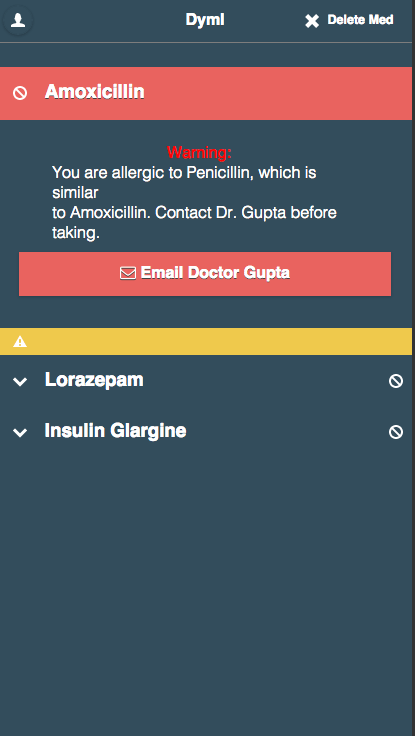 Dyml
Delete Med
Amoxicillin
Warning:
You are allergic to Penicillin, which is
similar
to Amoxicillin. Contact Dr. Gupta before
taking.
Email Doctor Gupta
Lorazepam
Insulin Glargine